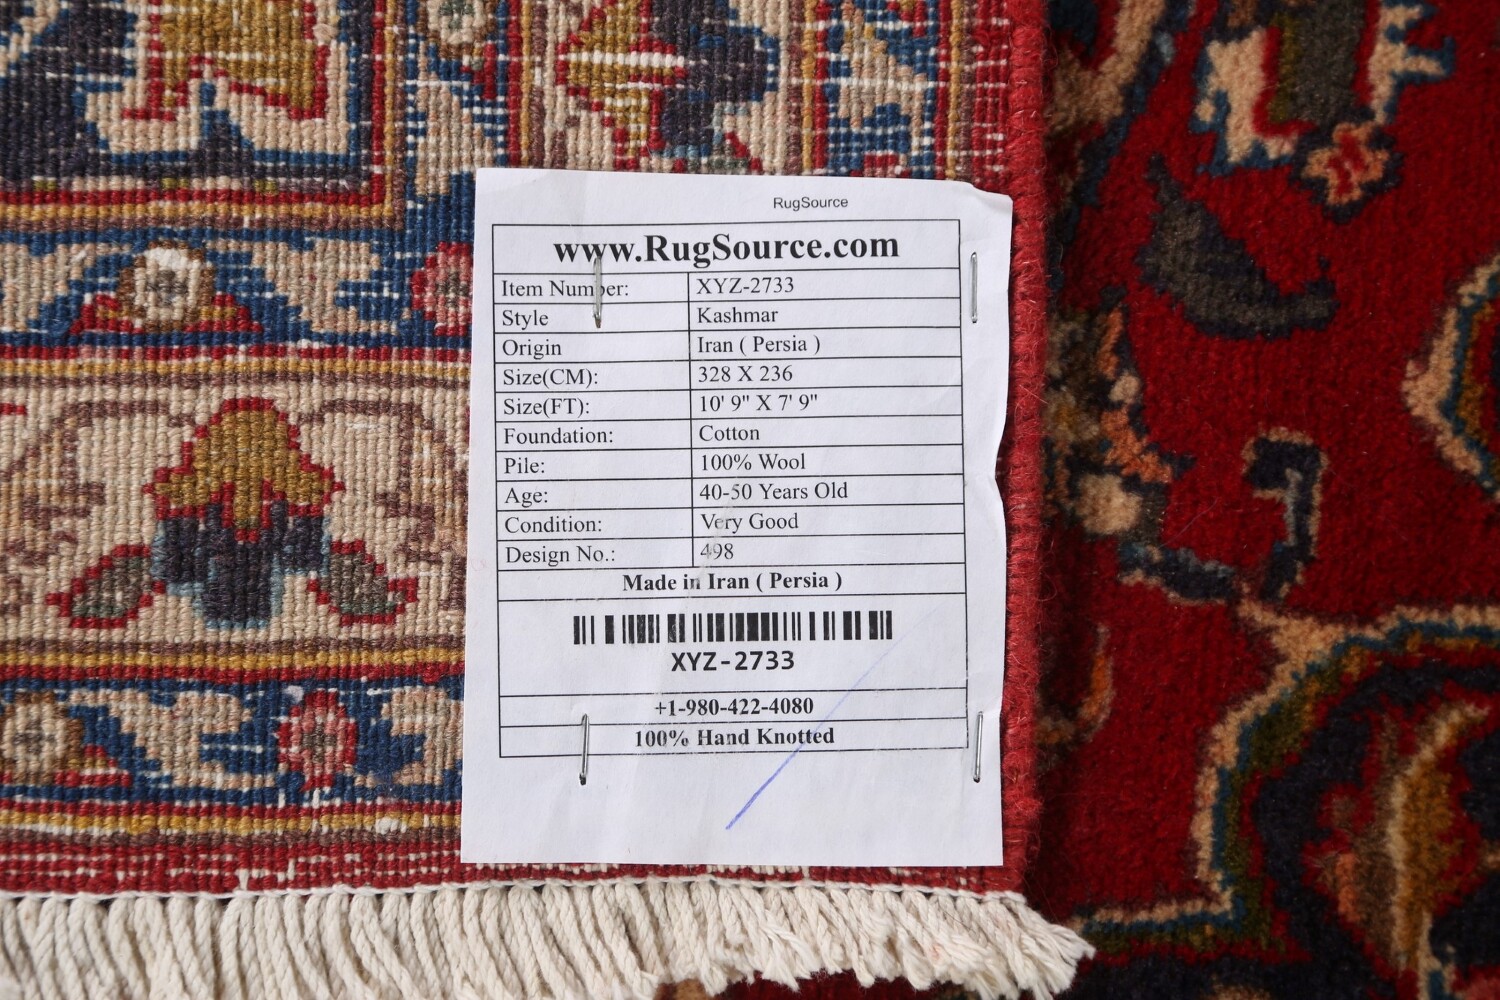 RugSource
www.RugSource.com
Item Number: XYZ-2733
Style Kashmar
Origin Iran ( Persia )
Size(CM): 328 X 236
Size(FT): 10' 9" X 7' 9"
Foundation: Cotton
Pile: 100% Wool
Age: 40-50 Years Old
Condition: Very Good
Design No.: 498
Made in Iran ( Persia )
XYZ-2733
+1-980-422-4080
100% Hand Knotted